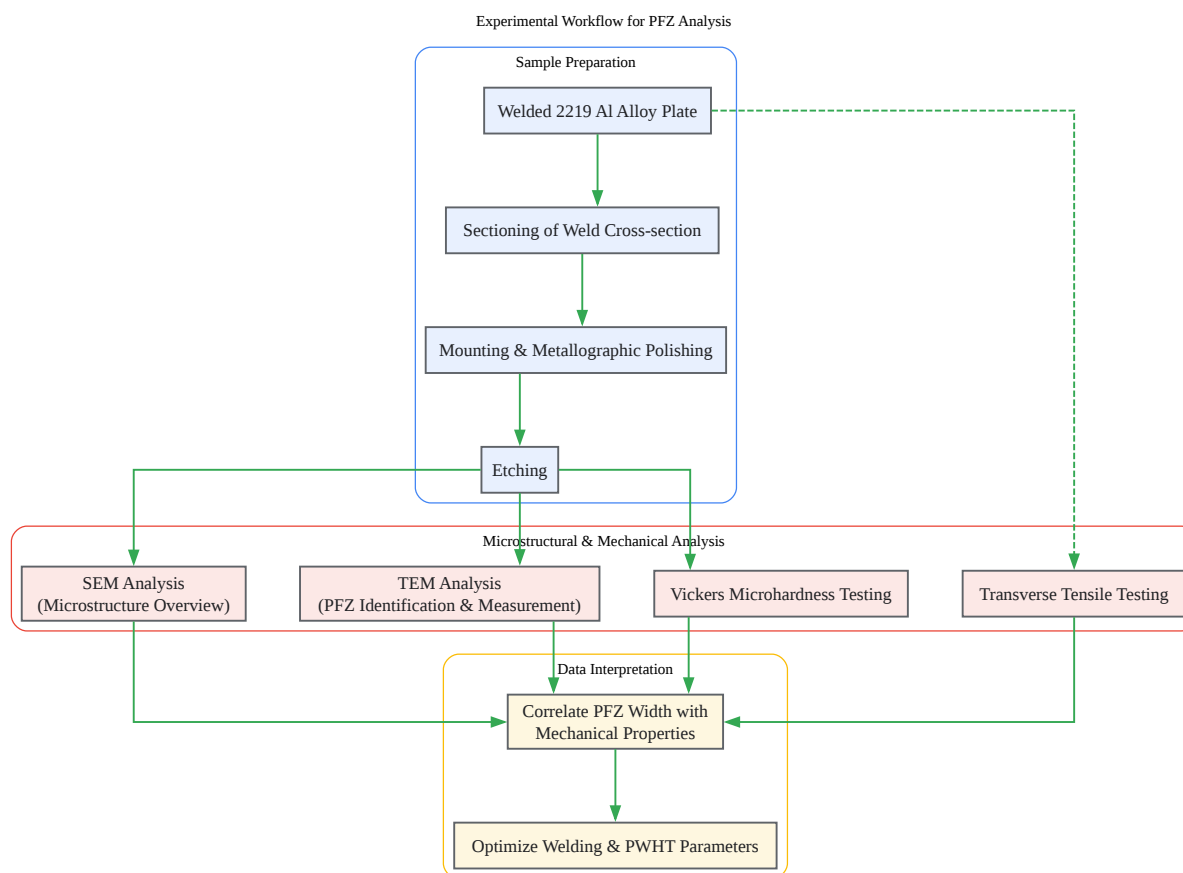 Experimental Workflow for PFZ Analysis
Sample Preparation
Welded 2219 Al Alloy Plate
Sectioning of Weld Cross-section
Mounting & Metallographic Polishing
Etching
Microstructural & Mechanical Analysis
SEM Analysis
(Microstructure Overview)
TEM Analysis
(PFZ Identification & Measurement)
Vickers Microhardness Testing
Transverse Tensile Testing
Data Interpretation
Correlate PFZ Width with
Mechanical Properties
Optimize Welding & PWHT Parameters